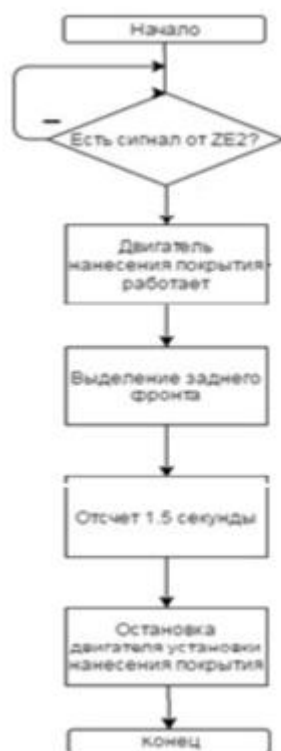 Начало
–
Есть сигнал от ZE2?
Двигатель
нанесения покрытия
работает
Выделение заднего
фронта
Отсчет 1.5 секунды
Остановка
двигателя установки
нанесения покрытия
конец